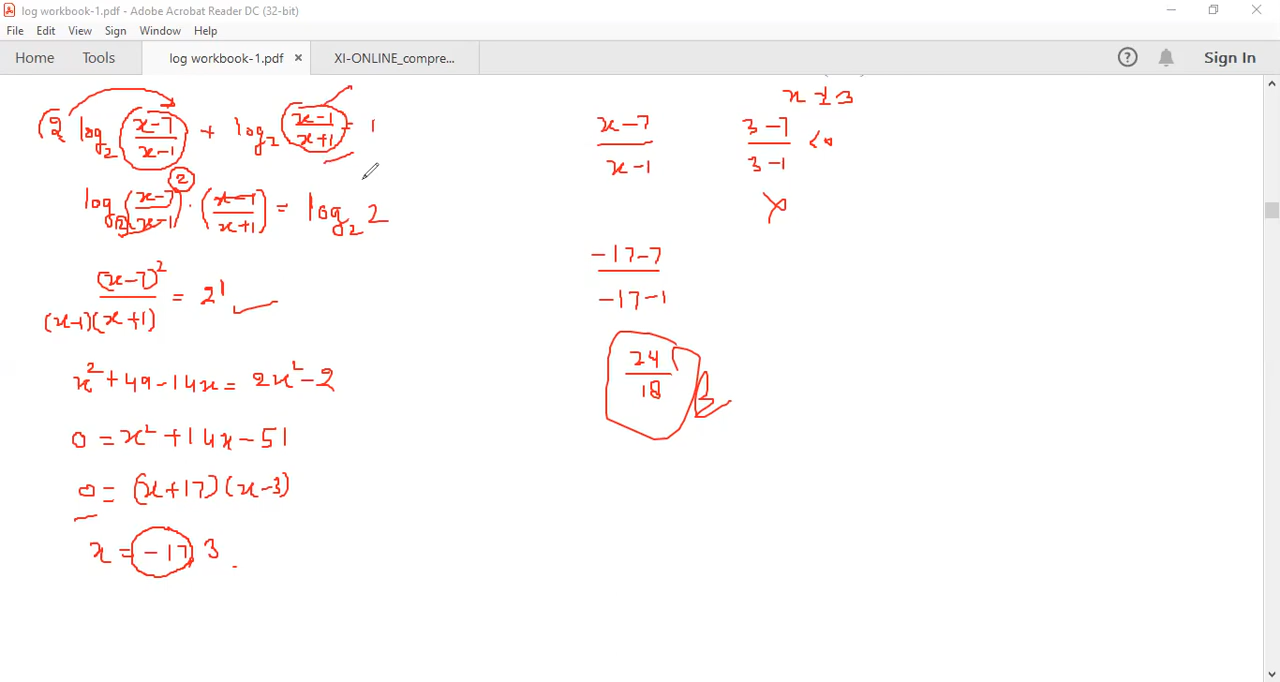 log workbook-1.pdf - Adobe Acrobat Reader DC (32-bit)
File Edit View Sign Window Help
Home Tools log workbook-1.pdf × XI-ONLINE_compre... ? Sign In
2 log₂ (x-7)/(x-1) + log₂ (x-1)/(x+1) = 1
log₂ ((x-7)/(x-1))² · ((x-1)/(x+1)) = log₂ 2
(x-7)²/((x-1)(x+1)) = 2¹
x² + 49 - 14x = 2x² - 2
0 = x² + 14x - 51
0 = (x+17)(x-3)
x = -17 3
(x-7)/(x-1)
(-17-7)/(-17-1)
24/18
(3-7)/(3-1) < 0